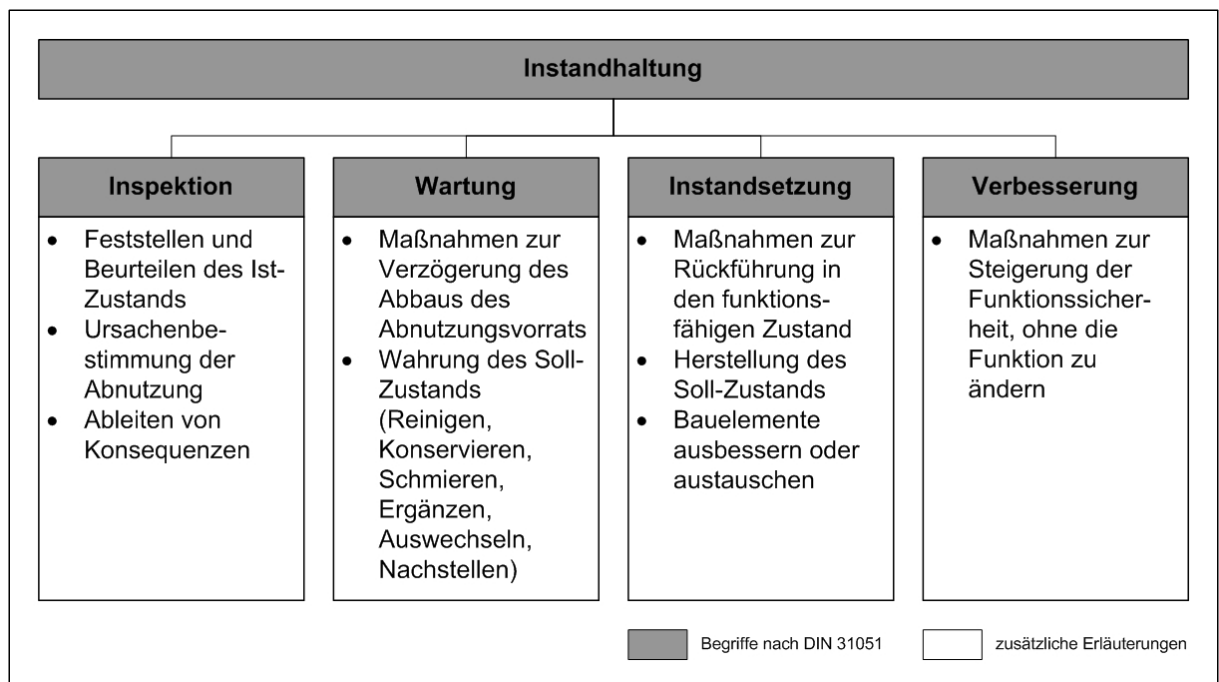 Instandhaltung
Inspektion
• Feststellen und
Beurteilen des Ist-
Zustands
• Ursachenbe-
stimmung der
Abnutzung
• Ableiten von
Konsequenzen
Wartung
• Maßnahmen zur
Verzögerung des
Abbaus des
Abnutzungsvorrats
• Wahrung des Soll-
Zustands
(Reinigen,
Konservieren,
Schmieren,
Ergänzen,
Auswechseln,
Nachstellen)
Instandsetzung
• Maßnahmen zur
Rückführung in
den funktions-
fähigen Zustand
• Herstellung des
Soll-Zustands
• Bauelemente
ausbessern oder
austauschen
Verbesserung
• Maßnahmen zur
Steigerung der
Funktionssicher-
heit, ohne die
Funktion zu
ändern
Begriffe nach DIN 31051
zusätzliche Erläuterungen